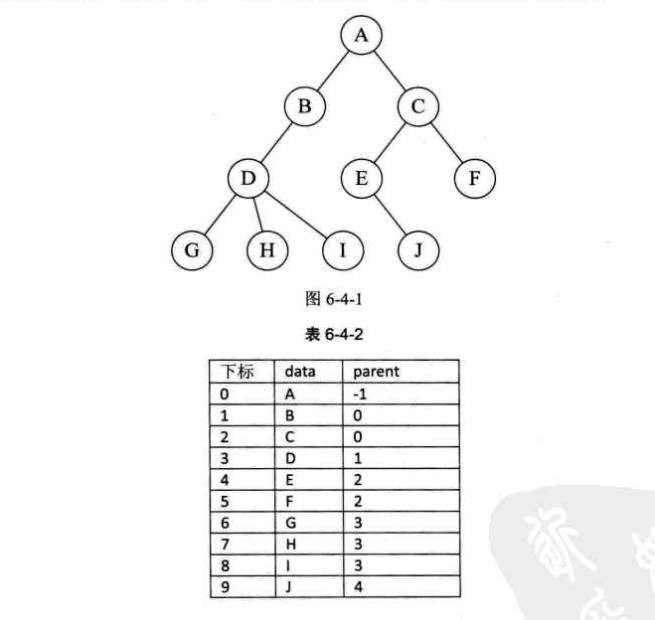 A
B C
D E F
G H I J
图 6-4-1
表 6-4-2
下标 data parent
0 A -1
1 B 0
2 C 0
3 D 1
4 E 2
5 F 2
6 G 3
7 H 3
8 I 3
9 J 4